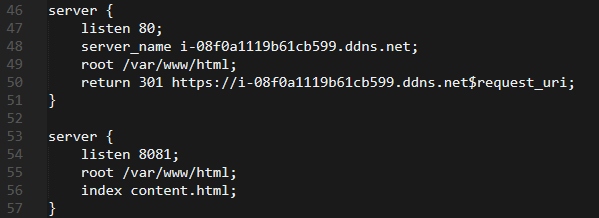 46 server {
47     listen 80;
48     server_name i-08f0a1119b61cb599.ddns.net;
49     root /var/www/html;
50     return 301 https://i-08f0a1119b61cb599.ddns.net$request_uri;
51 }
52
53 server {
54     listen 8081;
55     root /var/www/html;
56     index content.html;
57 }